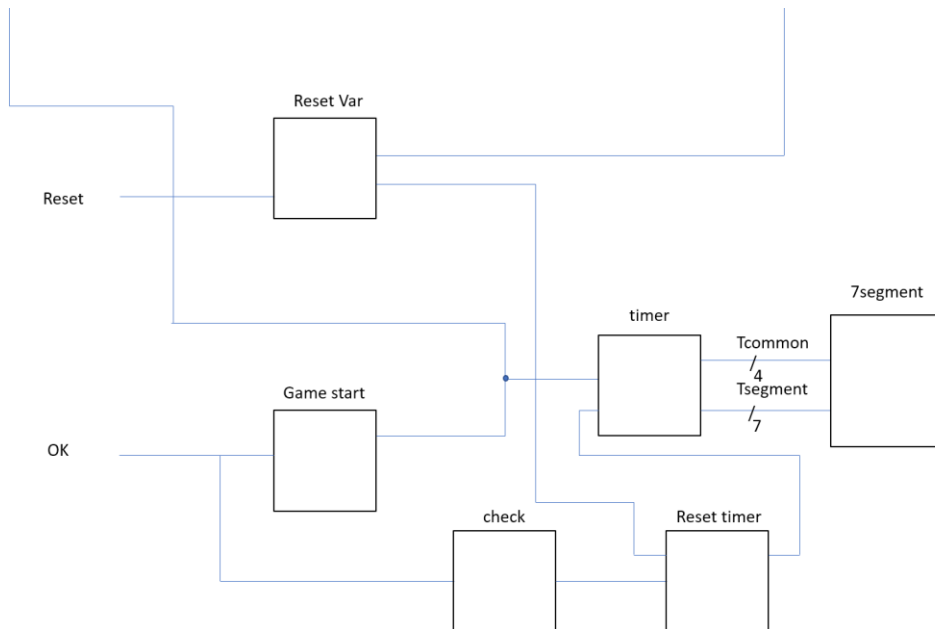 Reset Var
Reset
7segment
timer
Tcommon
4
Tsegment
7
Game start
OK
check
Reset timer